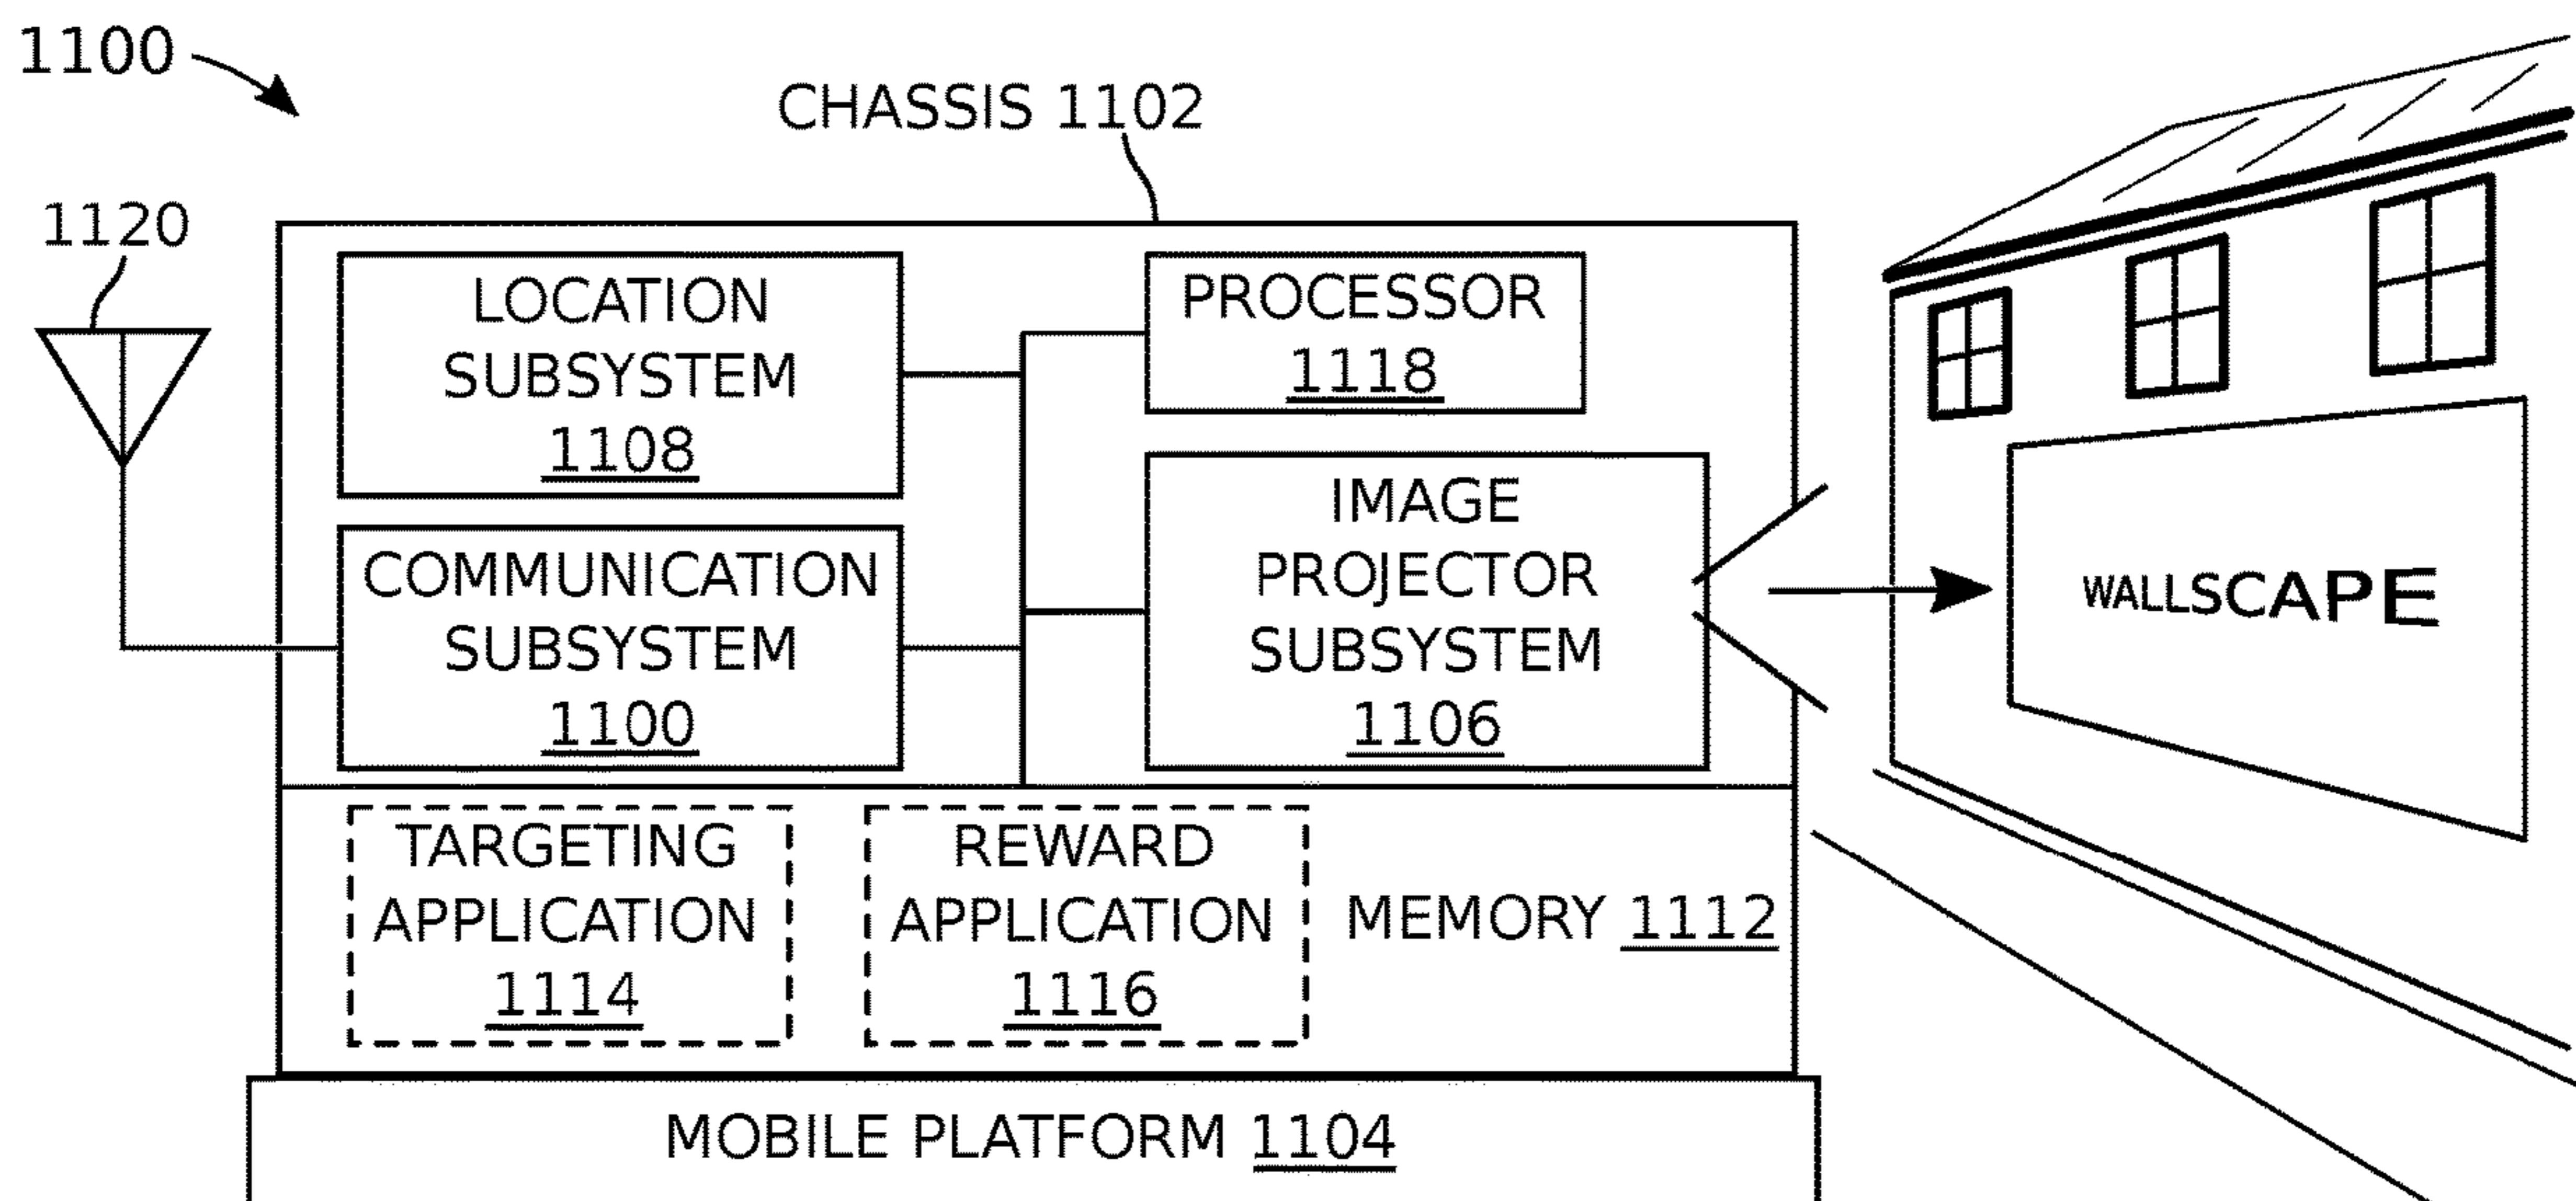 1100
CHASSIS 1102
1120
LOCATION
SUBSYSTEM
1108
PROCESSOR
1118
COMMUNICATION
SUBSYSTEM
1100
IMAGE
PROJECTOR
SUBSYSTEM
1106
WALLSCAPE
TARGETING
APPLICATION
1114
REWARD
APPLICATION
1116
MEMORY 1112
MOBILE PLATFORM 1104